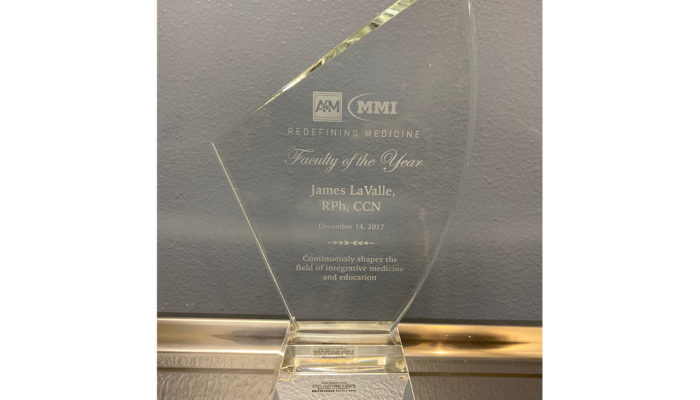 A4M MMI
REDEFINING MEDICINE
Faculty of the Year
James LaValle,
RPh, CCN
December 14, 2017
Continuously shapes the
field of integrative medicine
and education